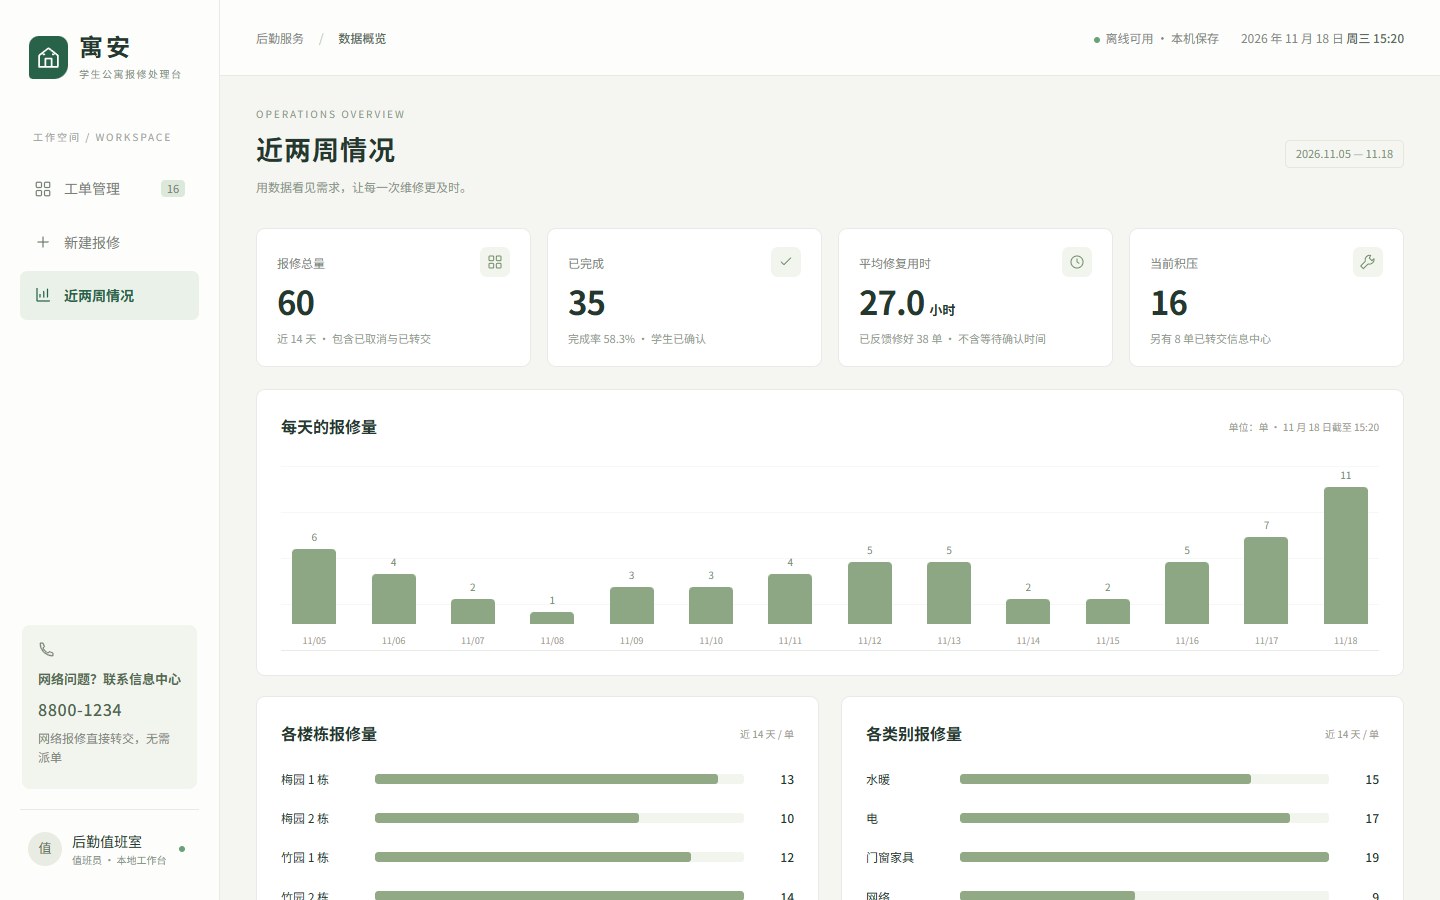 寓安
学生公寓报修处理台
工作空间 / WORKSPACE
工单管理 16
新建报修
近两周情况
网络问题？联系信息中心
8800-1234
网络报修直接转交，无需
派单
值
后勤值班室
值班员 · 本地工作台
后勤服务 / 数据概览
离线可用 · 本机保存 2026 年 11 月 18 日 周三 15:20
OPERATIONS OVERVIEW
近两周情况
用数据看见需求，让每一次维修更及时。
2026.11.05 — 11.18
报修总量
60
近 14 天 · 包含已取消与已转交
已完成
35
完成率 58.3% · 学生已确认
平均修复用时
27.0 小时
已反馈修好 38 单 · 不含等待确认时间
当前积压
16
另有 8 单已转交信息中心
每天的报修量
单位：单 · 11 月 18 日截至 15:20
6 4 2 1 3 3 4 5 5 2 2 5 7 11
11/05 11/06 11/07 11/08 11/09 11/10 11/11 11/12 11/13 11/14 11/15 11/16 11/17 11/18
各楼栋报修量
近 14 天 / 单
梅园 1 栋 13
梅园 2 栋 10
竹园 1 栋 12
竹园 2 栋 14
各类别报修量
近 14 天 / 单
水暖 15
电 17
门窗家具 19
网络 9